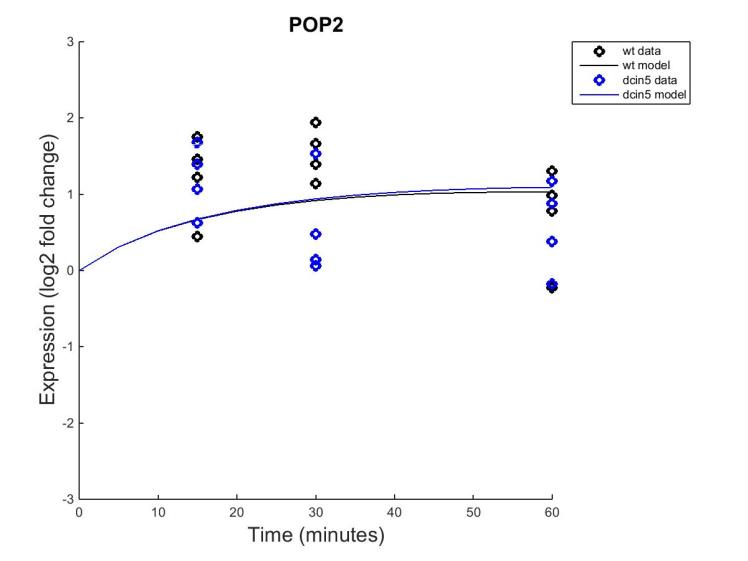 POP2
wt data
wt model
dcin5 data
dcin5 model
3
2
1
0
-1
-2
-3
Expression (log2 fold change)
0 10 20 30 40 50 60
Time (minutes)